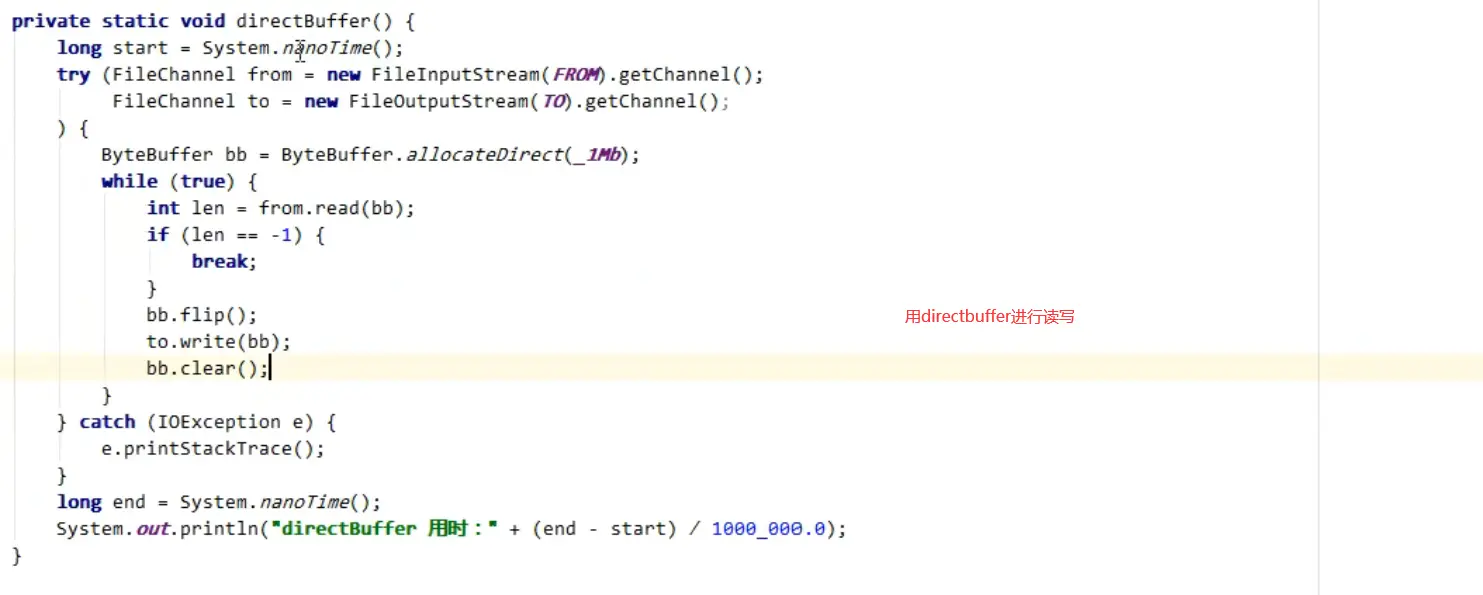 private static void directBuffer() {
long start = System.nanoTime();
try (FileChannel from = new FileInputStream(FROM).getChannel();
FileChannel to = new FileOutputStream(TO).getChannel();
) {
ByteBuffer bb = ByteBuffer.allocateDirect(_1Mb);
while (true) {
int len = from.read(bb);
if (len == -1) {
break;
}
bb.flip();
用directbuffer进行读写
to.write(bb);
bb.clear();
}
} catch (IOException e) {
e.printStackTrace();
}
long end = System.nanoTime();
System.out.println("directBuffer 用时：" + (end - start) / 1000_000.0);
}